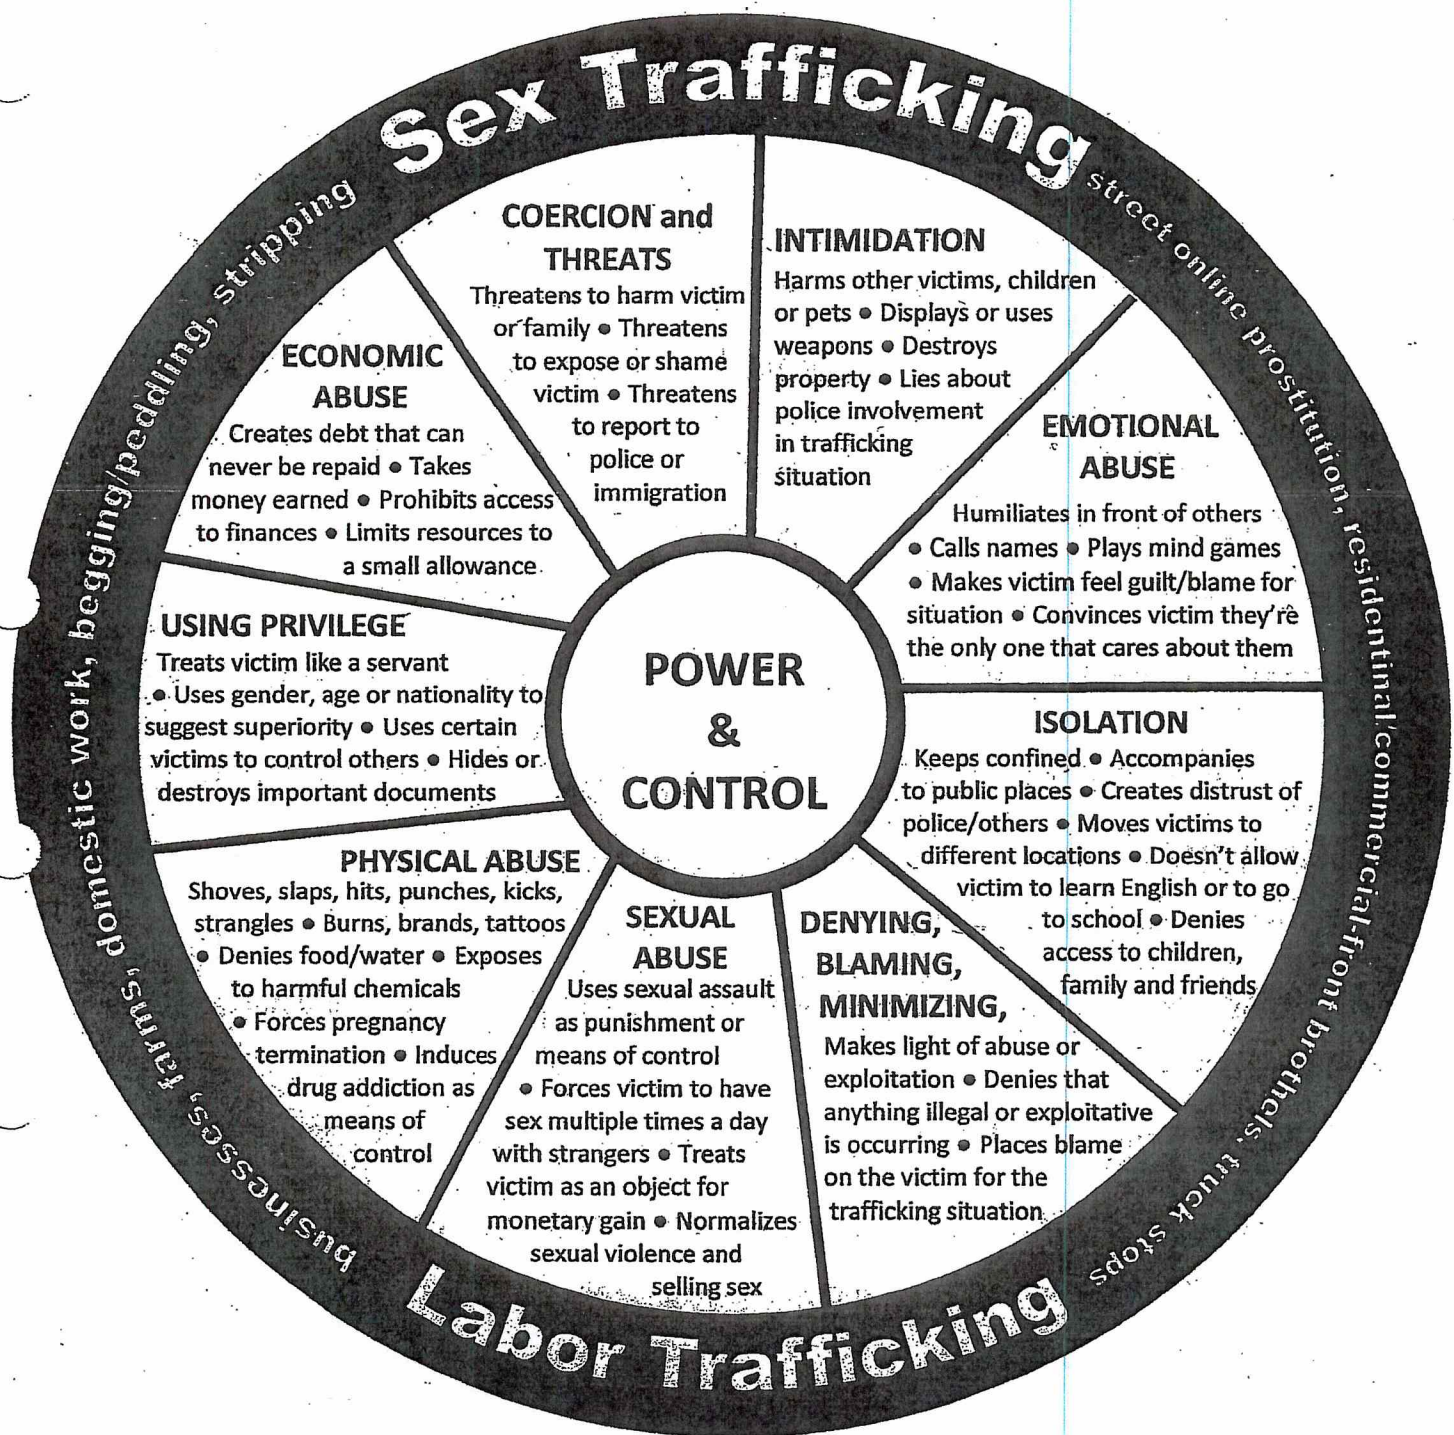 Sex Trafficking
street online prostitution, residentinal/commercial-front brothels, truck stops
COERCION and
THREATS
Threatens to harm victim
or family ● Threatens
to expose or shame
victim ● Threatens
to report to
police or
immigration
INTIMIDATION
Harms other victims, children
or pets ● Displays or uses
weapons ● Destroys
property ● Lies about
police involvement
in trafficking
situation
EMOTIONAL
ABUSE
Humiliates in front of others
● Calls names ● Plays mind games
● Makes victim feel guilt/blame for
situation ● Convinces victim they're
the only one that cares about them
ISOLATION
Keeps confined ● Accompanies
to public places ● Creates distrust of
police/others ● Moves victims to
different locations ● Doesn't allow
victim to learn English or to go
to school ● Denies
access to children,
family and friends
DENYING,
BLAMING,
MINIMIZING,
Makes light of abuse or
exploitation ● Denies that
anything illegal or exploitative
is occurring ● Places blame
on the victim for the
trafficking situation
SEXUAL
ABUSE
Uses sexual assault
as punishment or
means of control
● Forces victim to have
sex multiple times a day
with strangers ● Treats
victim as an object for
monetary gain ● Normalizes
sexual violence and
selling sex
PHYSICAL ABUSE
Shoves, slaps, hits, punches, kicks,
strangles ● Burns, brands, tattoos
● Denies food/water ● Exposes
to harmful chemicals
● Forces pregnancy
termination ● Induces
drug addiction as
means of
control
USING PRIVILEGE
Treats victim like a servant
● Uses gender, age or nationality to
suggest superiority ● Uses certain
victims to control others ● Hides or
destroys important documents
ECONOMIC
ABUSE
Creates debt that can
never be repaid ● Takes
money earned ● Prohibits access
to finances ● Limits resources to
a small allowance
POWER
&
CONTROL
Labor Trafficking
businesses, farms, domestic work, begging/peddling, stripping